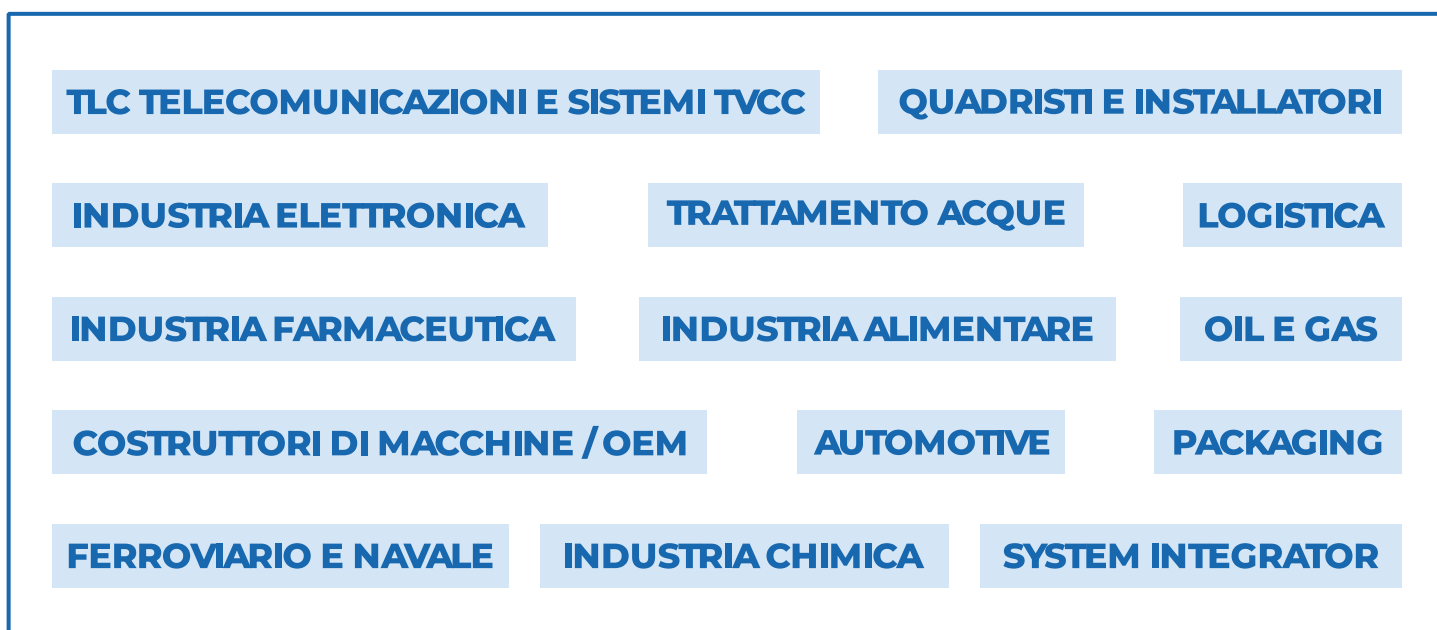 TLC TELECOMUNICAZIONI E SISTEMI TVCC
QUADRISTI E INSTALLATORI
INDUSTRIA ELETTRONICA
TRATTAMENTO ACQUE
LOGISTICA
INDUSTRIA FARMACEUTICA
INDUSTRIA ALIMENTARE
OIL E GAS
COSTRUTTORI DI MACCHINE / OEM
AUTOMOTIVE
PACKAGING
FERROVIARIO E NAVALE
INDUSTRIA CHIMICA
SYSTEM INTEGRATOR